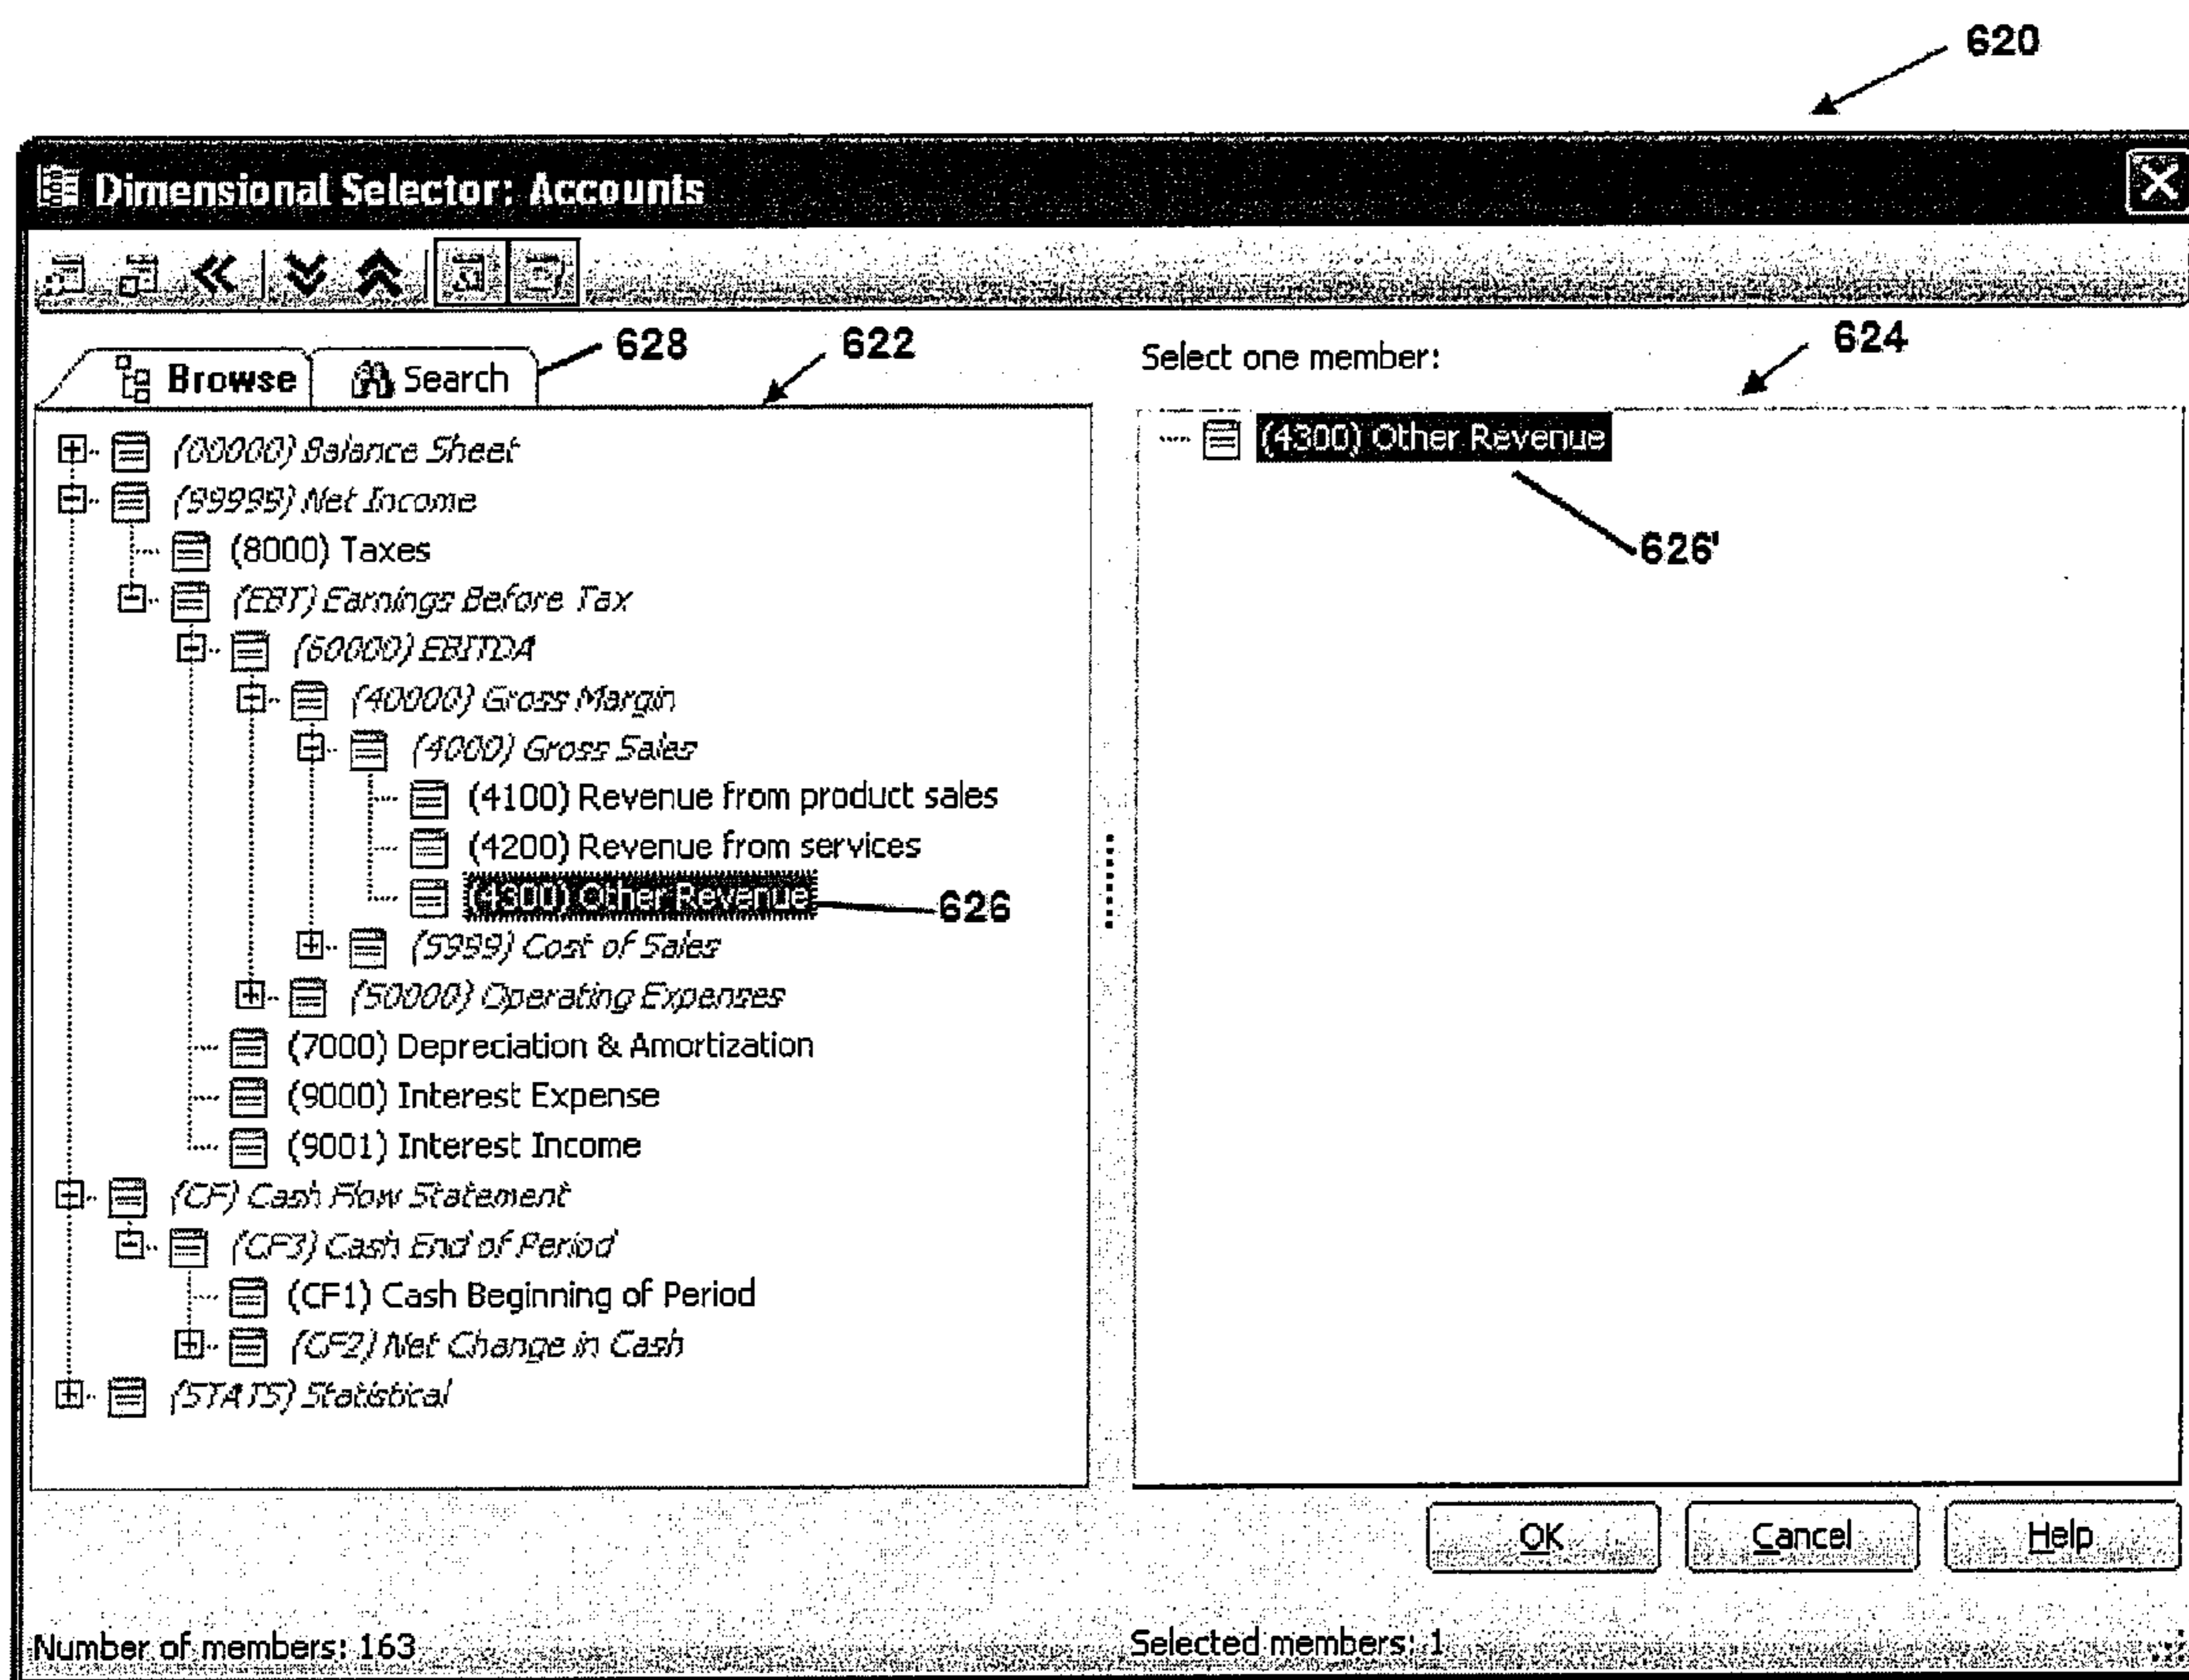 620
Dimensional Selector: Accounts
Browse Search 628 622
Select one member: 624
(00000) Balance Sheet
(99999) Net Income
(8000) Taxes
(EBT) Earnings Before Tax
(60000) EBITDA
(40000) Gross Margin
(4000) Gross Sales
(4100) Revenue from product sales
(4200) Revenue from services
(4300) Other Revenue 626
(5999) Cost of Sales
(50000) Operating Expenses
(7000) Depreciation & Amortization
(9000) Interest Expense
(9001) Interest Income
(CF) Cash Flow Statement
(CF3) Cash End of Period
(CF1) Cash Beginning of Period
(CF2) Net Change in Cash
(STATS) Statistical
(4300) Other Revenue
626'
OK Cancel Help
Number of members: 163
Selected members: 1